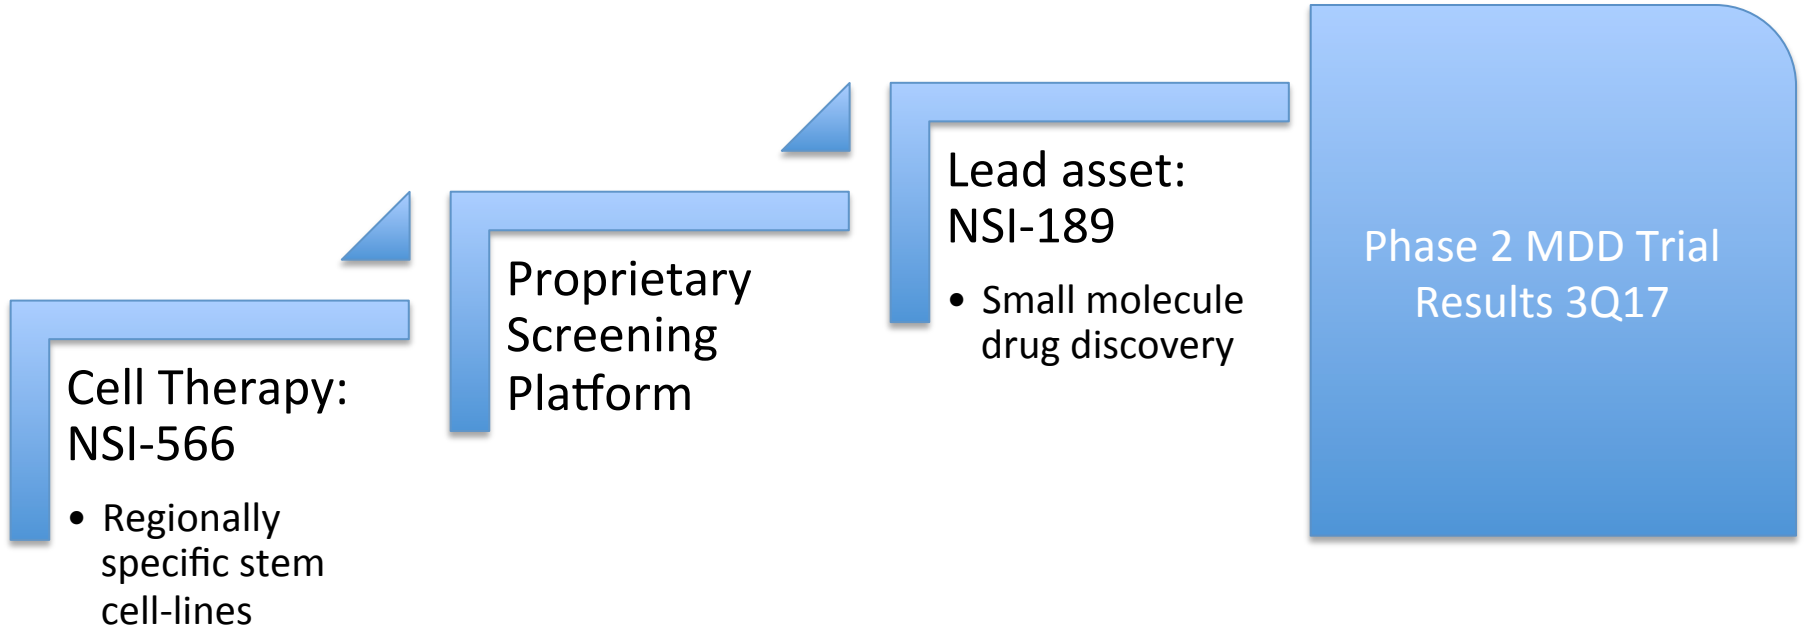 Cell Therapy:
NSI-566
• Regionally
specific stem
cell-lines
Proprietary
Screening
Platform
Lead asset:
NSI-189
• Small molecule
drug discovery
Phase 2 MDD Trial
Results 3Q17